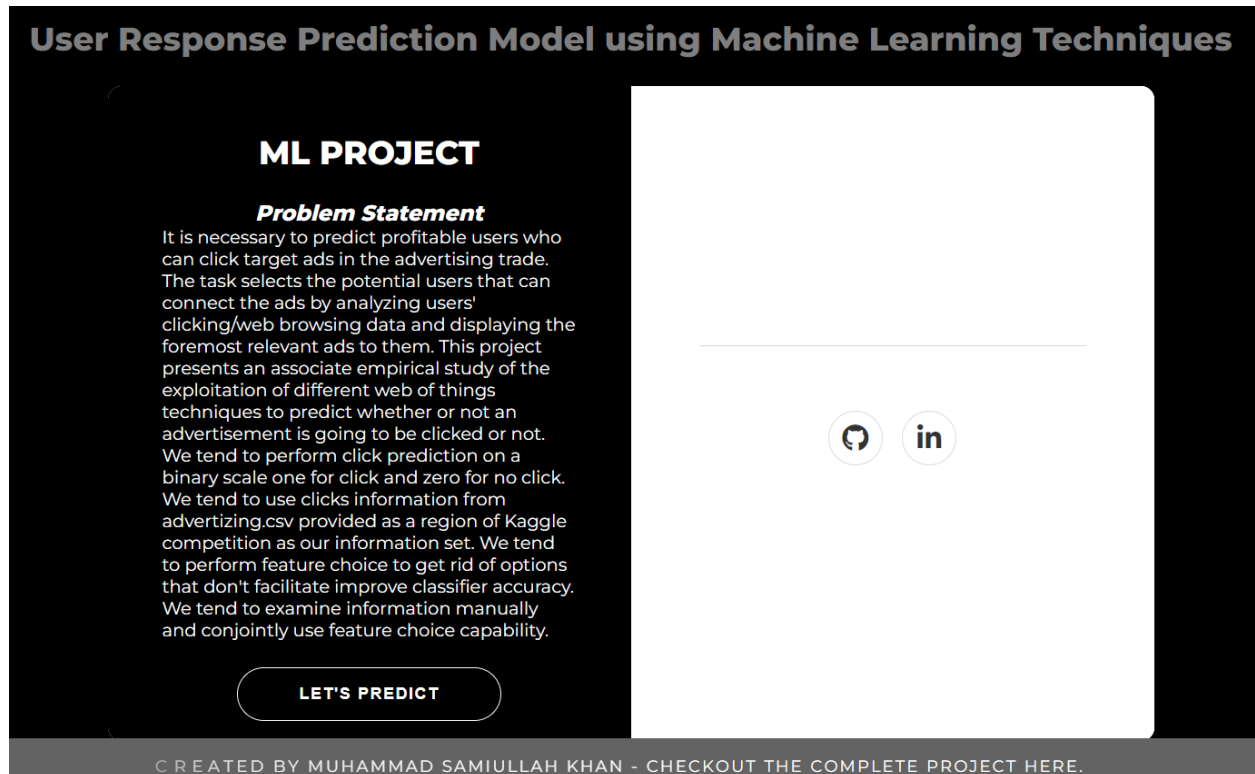 User Response Prediction Model using Machine Learning Techniques
ML PROJECT
Problem Statement
It is necessary to predict profitable users who
can click target ads in the advertising trade.
The task selects the potential users that can
connect the ads by analyzing users'
clicking/web browsing data and displaying the
foremost relevant ads to them. This project
presents an associate empirical study of the
exploitation of different web of things
techniques to predict whether or not an
advertisement is going to be clicked or not.
We tend to perform click prediction on a
binary scale one for click and zero for no click.
We tend to use clicks information from
advertizing.csv provided as a region of Kaggle
competition as our information set. We tend
to perform feature choice to get rid of options
that don't facilitate improve classifier accuracy.
We tend to examine information manually
and conjointly use feature choice capability.
LET'S PREDICT
in
CREATED BY MUHAMMAD SAMIULLAH KHAN - CHECKOUT THE COMPLETE PROJECT HERE.